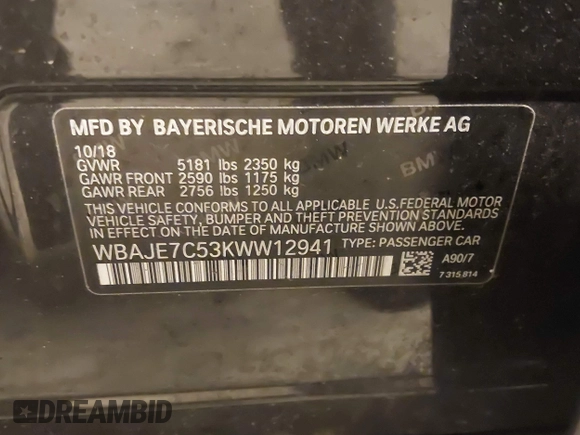 MFD BY BAYERISCHE MOTOREN WERKE AG
10/18
GVWR 5181 lbs 2350 kg
GAWR FRONT 2590 lbs 1175 kg
GAWR REAR 2756 lbs 1250 kg
THIS VEHICLE CONFORMS TO ALL APPLICABLE U.S.FEDERAL MOTOR
VEHICLE SAFETY, BUMPER AND THEFT PREVENTION STANDARDS
IN EFFECT ON THE DATE OF MANUFACTURE SHOWN ABOVE.
WBAJE7C53KWW12941 TYPE: PASSENGER CAR
A90/7
7 315 814
BMW
BMW
DREAMBID